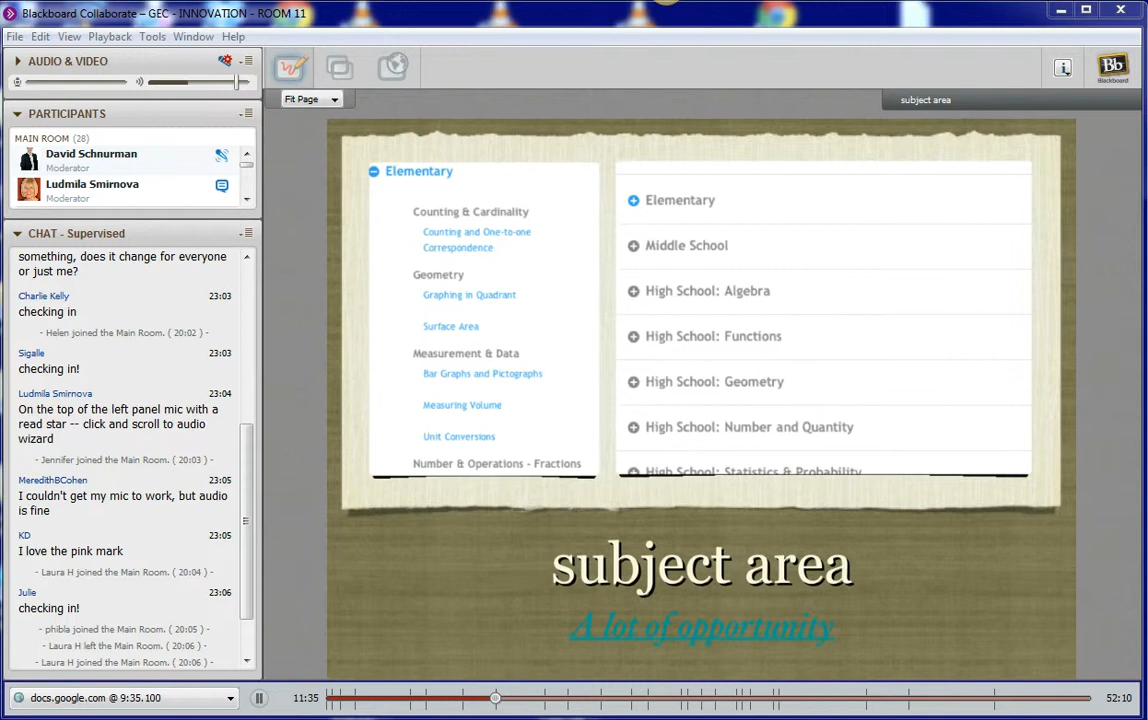 Blackboard Collaborate – GEC - INNOVATION - ROOM 11
File Edit View Playback Tools Window Help
AUDIO & VIDEO
PARTICIPANTS
MAIN ROOM (28)
David Schnurman
Moderator
Ludmila Smirnova
Moderator
CHAT - Supervised
something, does it change for everyone
or just me?
Charlie Kelly 23:03
checking in
- Helen joined the Main Room. ( 20:02 ) -
Sigalle 23:03
checking in!
Ludmila Smirnova 23:04
On the top of the left panel mic with a
read star -- click and scroll to audio
wizard
- Jennifer joined the Main Room. ( 20:03 ) -
MeredithBCohen 23:05
I couldn't get my mic to work, but audio
is fine
KD 23:05
I love the pink mark
- Laura H joined the Main Room. ( 20:04 ) -
Julie 23:06
checking in!
- phibla joined the Main Room. ( 20:05 ) -
- Laura H left the Main Room. ( 20:06 ) -
- Laura H joined the Main Room. ( 20:06 ) -
docs.google.com @ 9:35.100
Fit Page
subject area
i
Bb
Blackboard
Elementary
Counting & Cardinality
Counting and One-to-one
Correspondence
Geometry
Graphing in Quadrant
Surface Area
Measurement & Data
Bar Graphs and Pictographs
Measuring Volume
Unit Conversions
Number & Operations - Fractions
Elementary
Middle School
High School: Algebra
High School: Functions
High School: Geometry
High School: Number and Quantity
High School: Statistics & Probability
subject area
A lot of opportunity
11:35
52:10